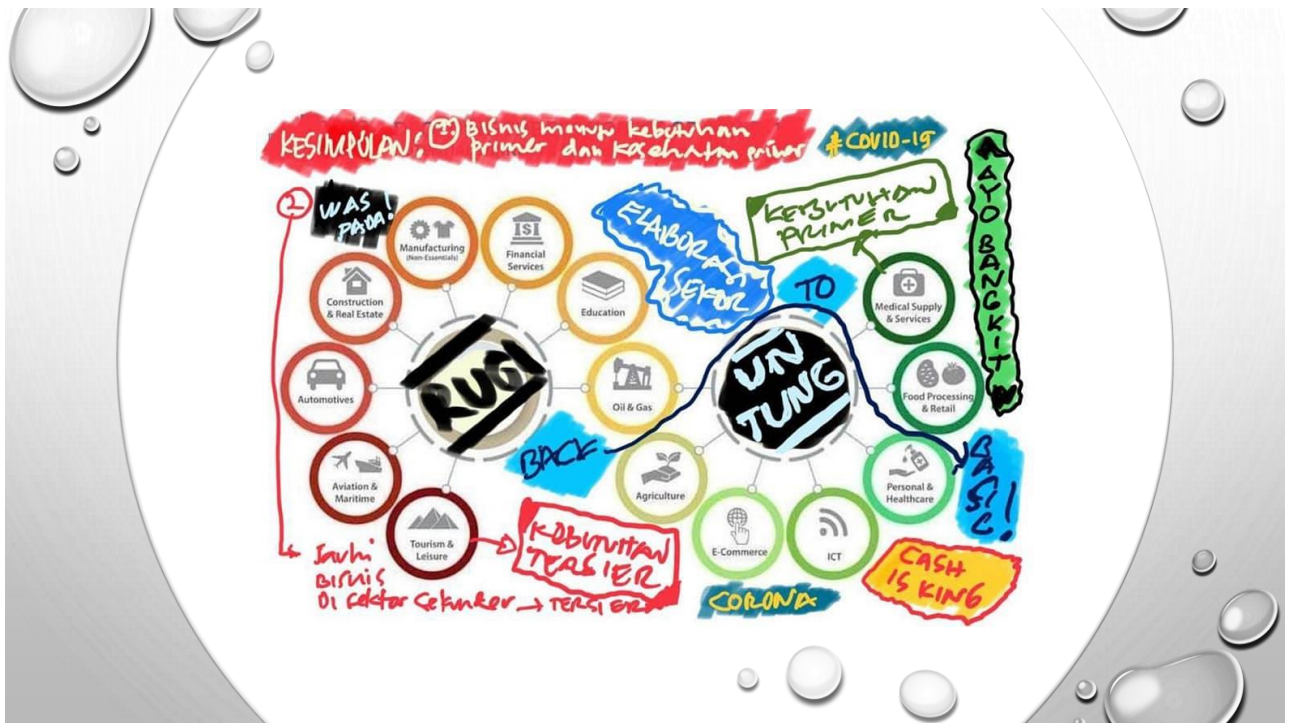 KESIMPULAN: ① Bisnis menuju kebutuhan
primer dan kesehatan primer
#COVID-19
AYO BANGKIT
②
WAS
PADA!
Manufacturing
(Non-Essentials)
Financial
Services
ELABORASI
SEKTOR
KEBUTUHAN
PRIMER
Construction
& Real Estate
Education
TO
Medical Supply
& Services
Automotives
RUGI
Oil & Gas
UN
TUNG
Food Processing
& Retail
BACK
BASIC!
Aviation &
Maritime
Agriculture
Personal &
Healthcare
Tourism &
Leisure
KEBUTUHAN
TERSIER
E-Commerce
ICT
CASH
IS KING
Jauhi
Bisnis
Di sektor sekunder → TERSIER
CORONA